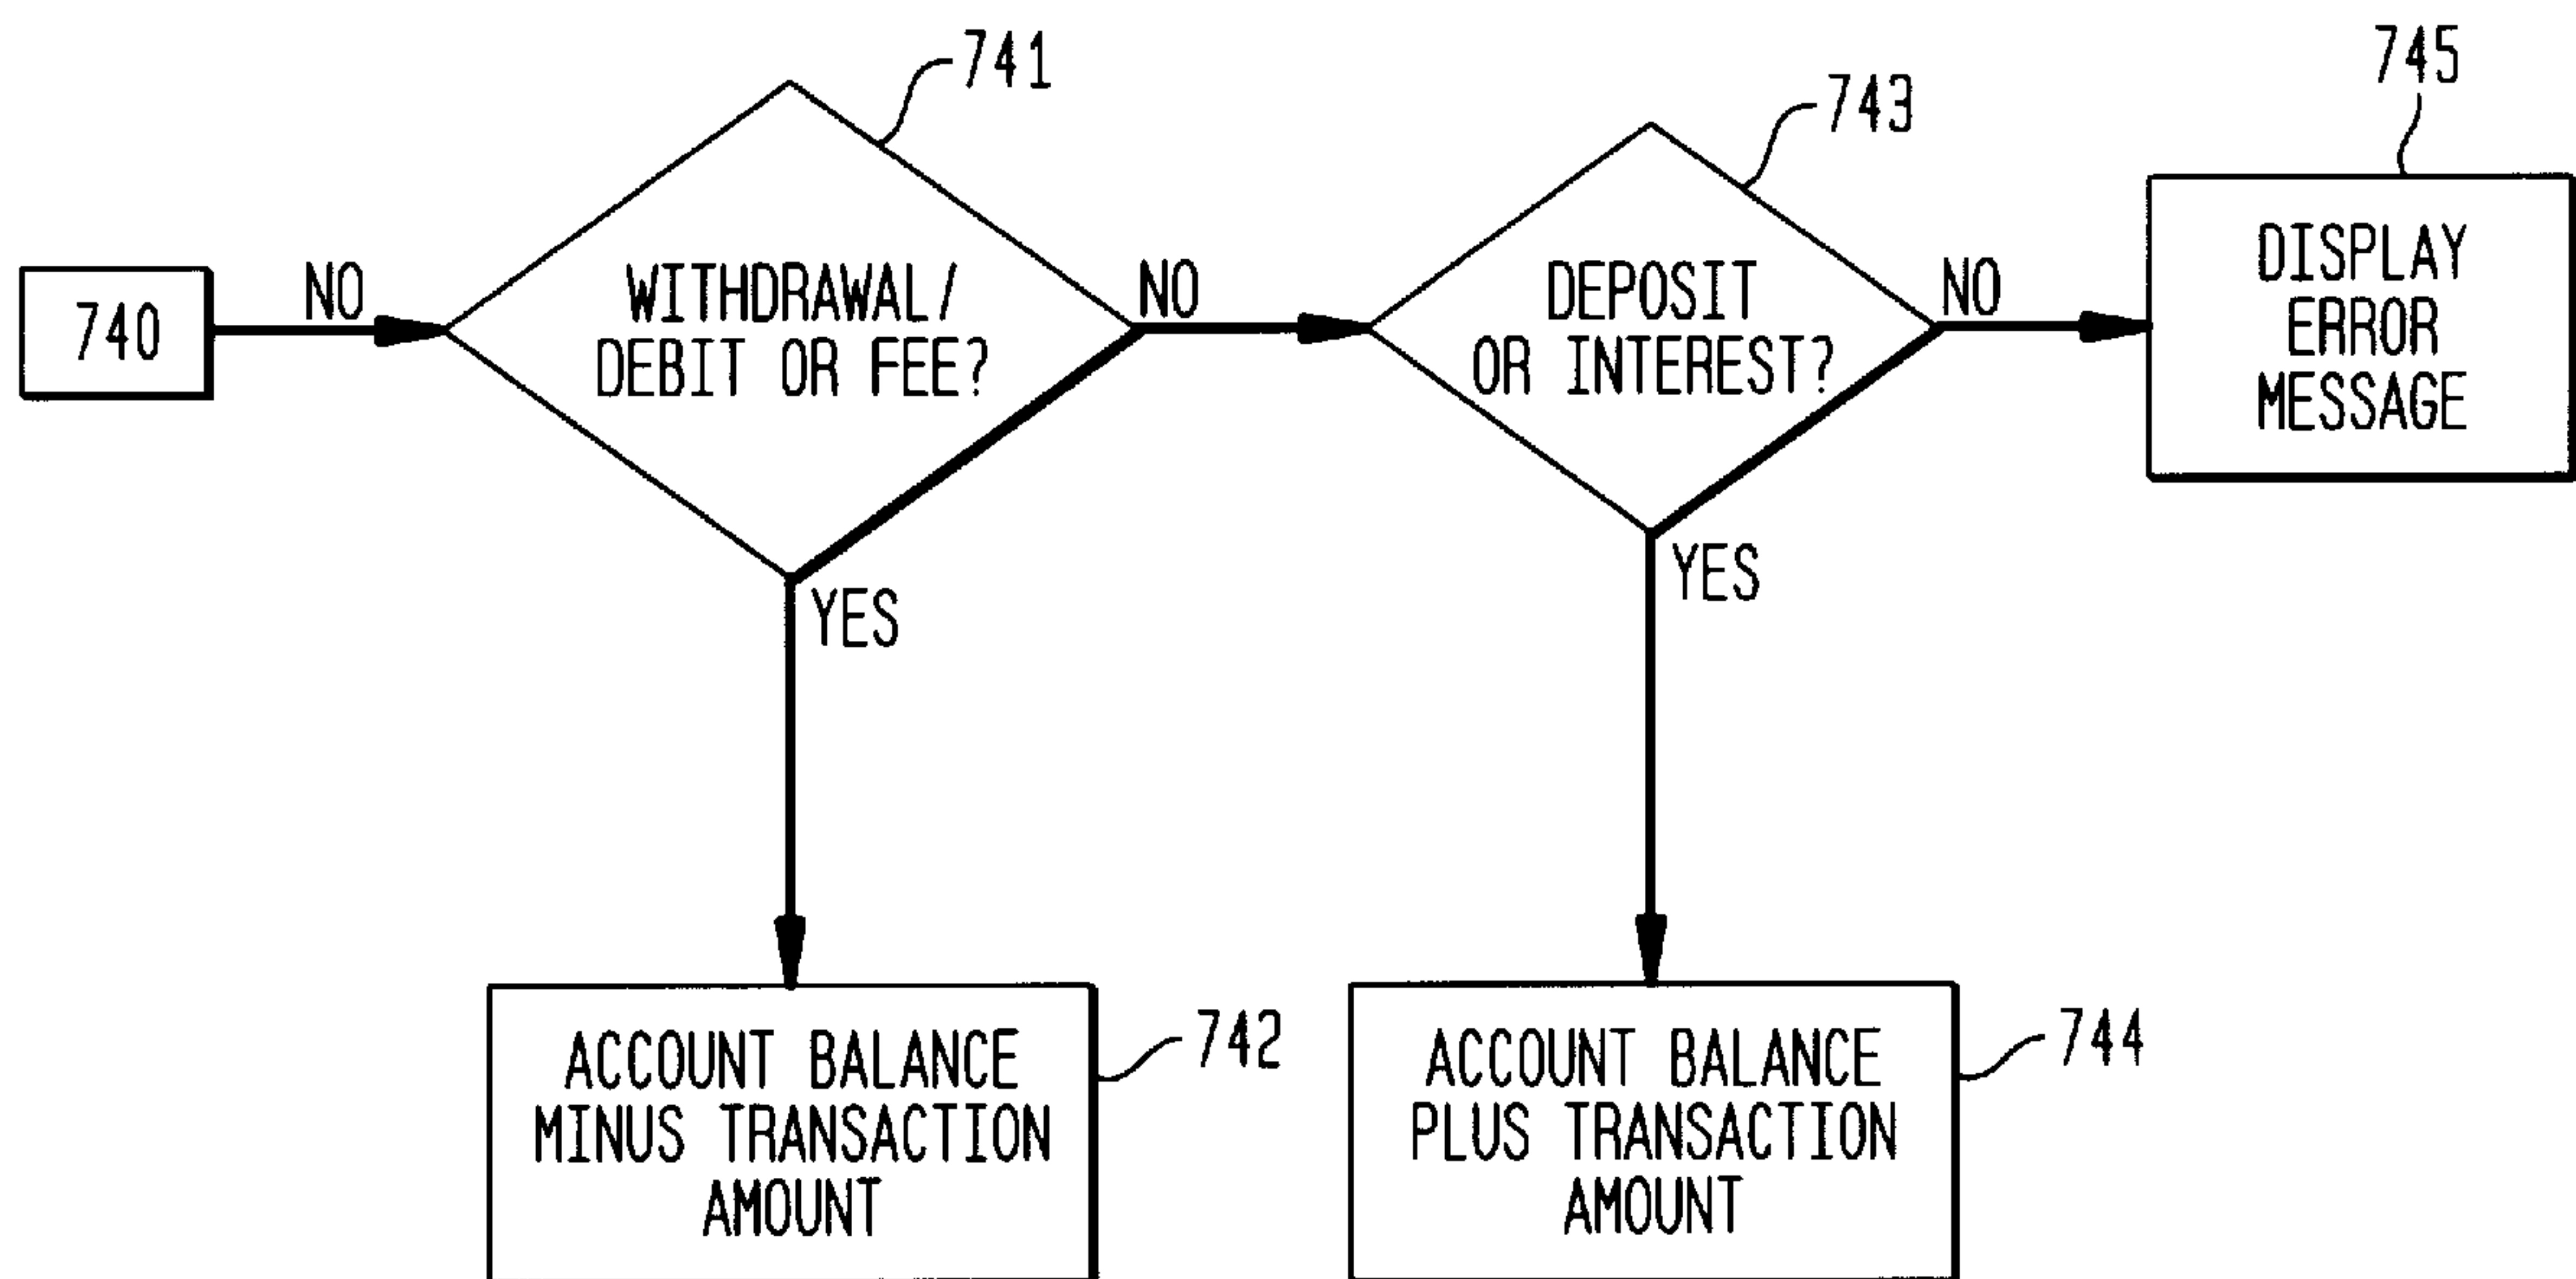 741
743
745
740
NO
WITHDRAWAL/
DEBIT OR FEE?
NO
DEPOSIT
OR INTEREST?
NO
DISPLAY
ERROR
MESSAGE
YES
YES
ACCOUNT BALANCE
MINUS TRANSACTION
AMOUNT
742
ACCOUNT BALANCE
PLUS TRANSACTION
AMOUNT
744